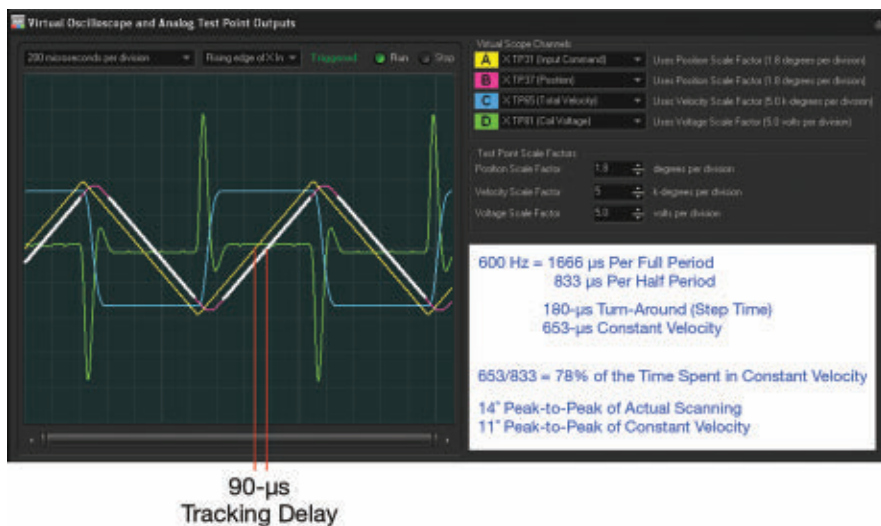 Virtual Oscilloscope and Analog Test Point Outputs
200 microseconds per division
Rising edge of X In
Triggered
Run
Stop
Virtual Scope Channels
A X TP31 (Input Command) Uses Position Scale Factor (1.8 degrees per division)
B X TP37 (Position) Uses Position Scale Factor (1.8 degrees per division)
C X TP65 (Total Velocity) Uses Velocity Scale Factor (5.0 k-degrees per division)
D X TP81 (Coil Voltage) Uses Voltage Scale Factor (5.0 volts per division)
Test Point Scale Factors
Position Scale Factor 1.8 degrees per division
Velocity Scale Factor 5 k-degrees per division
Voltage Scale Factor 5.0 volts per division
600 Hz = 1666 µs Per Full Period
833 µs Per Half Period
180-µs Turn-Around (Step Time)
653-µs Constant Velocity
653/833 = 78% of the Time Spent in Constant Velocity
14° Peak-to-Peak of Actual Scanning
11° Peak-to-Peak of Constant Velocity
90-µs
Tracking Delay